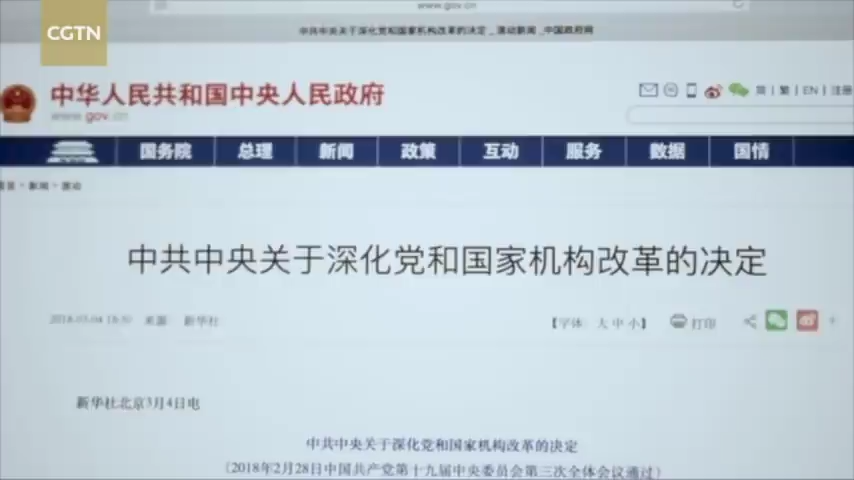 CGTN
www.gov.cn
中共中央关于深化党和国家机构改革的决定_滚动新闻_中国政府网
中华人民共和国中央人民政府
www.gov.cn
简 | 繁 | EN | 注册
国务院 总理 新闻 政策 互动 服务 数据 国情
首页 > 新闻 > 滚动
中共中央关于深化党和国家机构改革的决定
来源： 新华社
【字体: 大 中 小】 打印
新华社北京3月4日电
中共中央关于深化党和国家机构改革的决定
（2018年2月28日中国共产党第十九届中央委员会第三次全体会议通过）